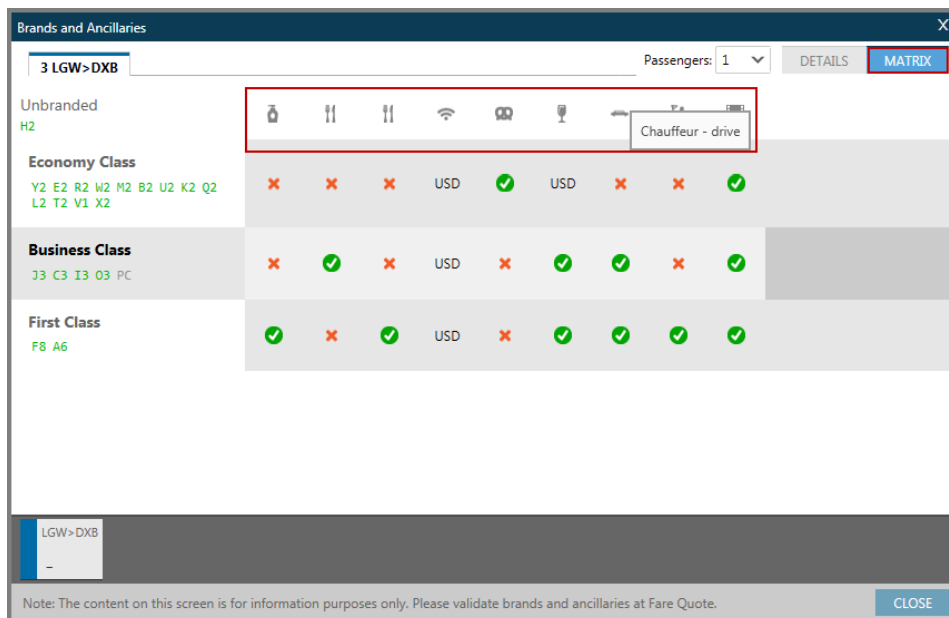 Brands and Ancillaries X
3 LGW>DXB Passengers: 1 DETAILS MATRIX
Unbranded
H2
Chauffeur - drive
Economy Class
Y2 E2 R2 W2 M2 B2 U2 K2 Q2
L2 T2 V1 X2
USD USD
Business Class
J3 C3 I3 O3 PC
USD
First Class
F8 A6
USD
LGW>DXB
–
Note: The content on this screen is for information purposes only. Please validate brands and ancillaries at Fare Quote. CLOSE